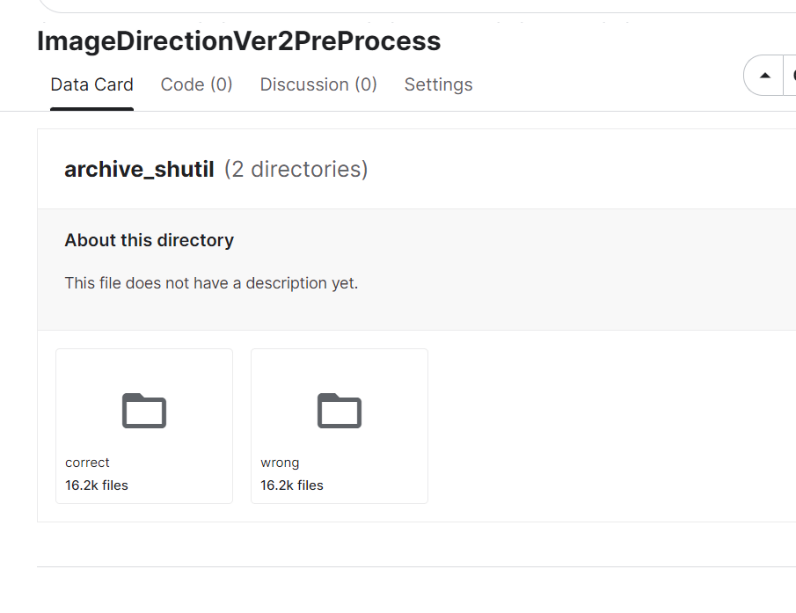 ImageDirectionVer2PreProcess
Data Card Code (0) Discussion (0) Settings
archive_shutil (2 directories)
About this directory
This file does not have a description yet.
correct
16.2k files
wrong
16.2k files